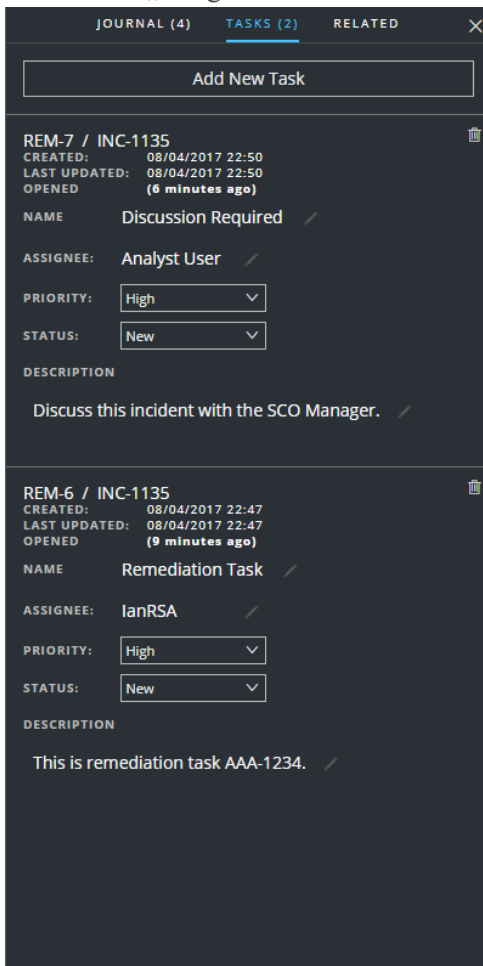 JOURNAL (4) TASKS (2) RELATED
Add New Task
REM-7 / INC-1135
CREATED: 08/04/2017 22:50
LAST UPDATED: 08/04/2017 22:50
OPENED (6 minutes ago)
NAME Discussion Required
ASSIGNEE: Analyst User
PRIORITY: High
STATUS: New
DESCRIPTION
Discuss this incident with the SCO Manager.
REM-6 / INC-1135
CREATED: 08/04/2017 22:47
LAST UPDATED: 08/04/2017 22:47
OPENED (9 minutes ago)
NAME Remediation Task
ASSIGNEE: IanRSA
PRIORITY: High
STATUS: New
DESCRIPTION
This is remediation task AAA-1234.